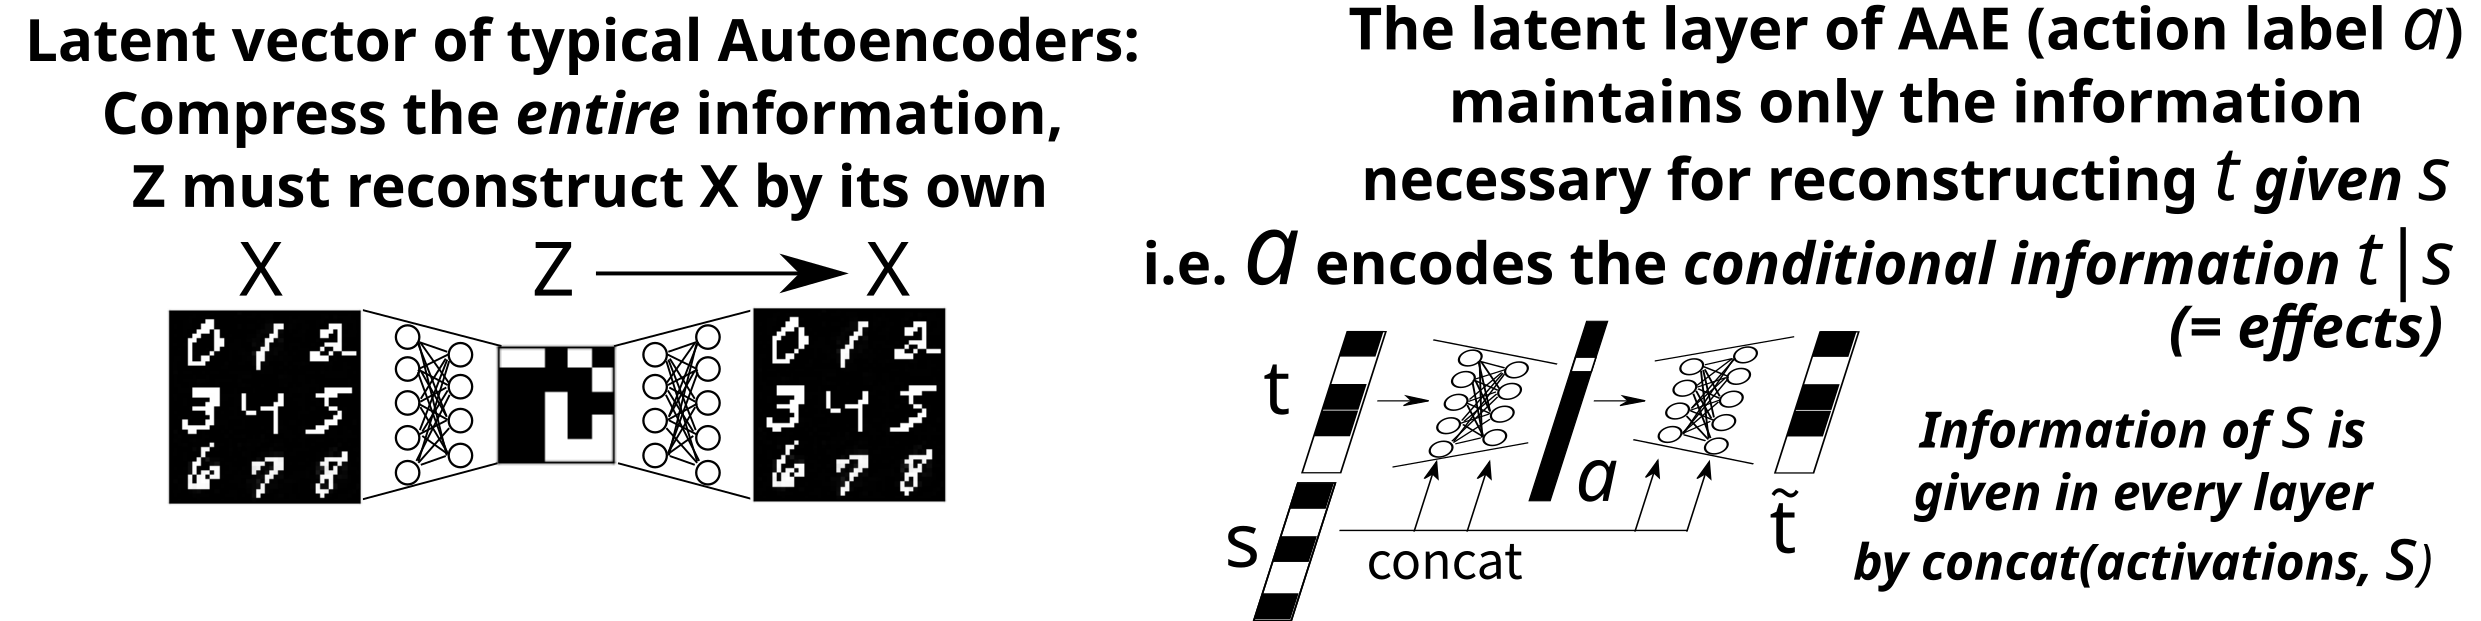 Latent vector of typical Autoencoders:
Compress the entire information,
Z must reconstruct X by its own
X Z X
0 1 2
3 4 5
6 7 8
0 1 2
3 4 5
6 7 8
The latent layer of AAE (action label a)
maintains only the information
necessary for reconstructing t given s
i.e. a encodes the conditional information t|s
(= effects)
t
a
t̃
s
concat
Information of s is
given in every layer
by concat(activations, s)